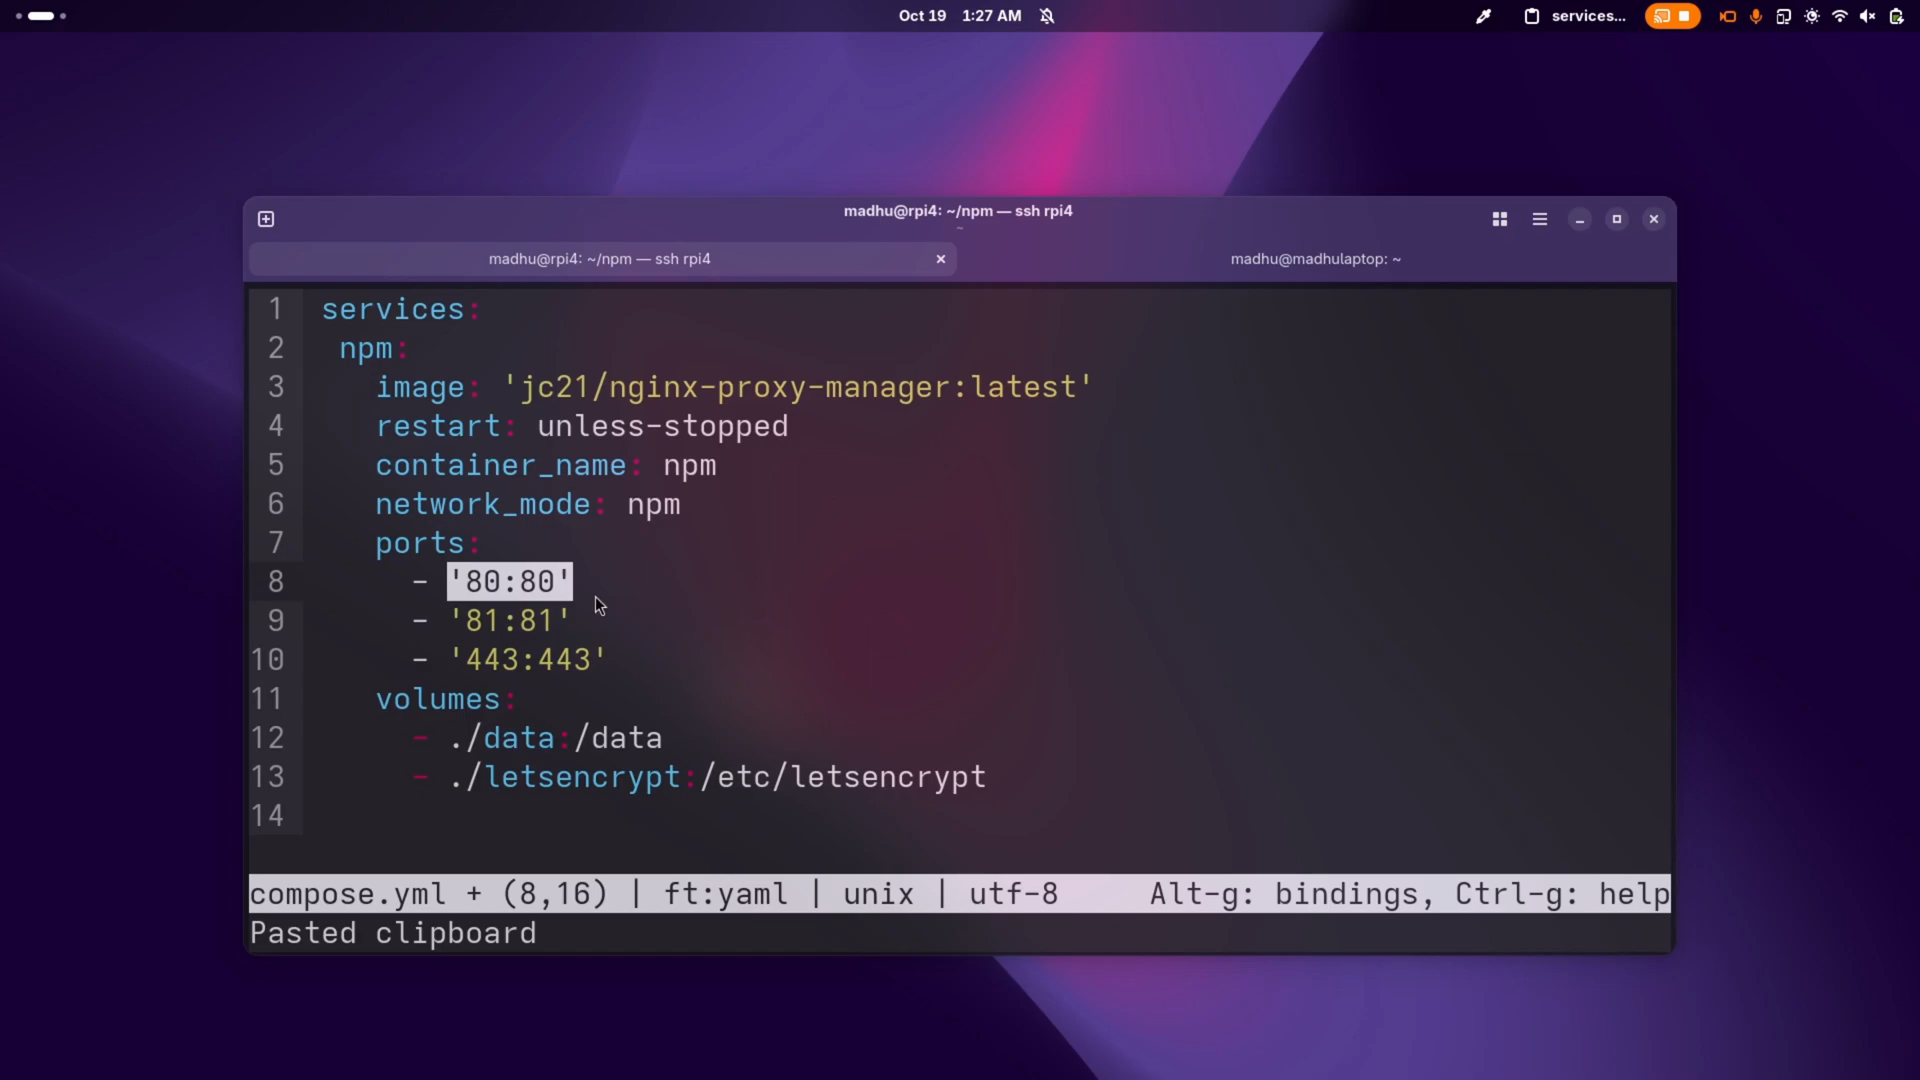 Oct 19 1:27 AM services...
madhu@rpi4: ~/npm — ssh rpi4
~
madhu@rpi4: ~/npm — ssh rpi4 madhu@madhulaptop: ~
1 services:
2 npm:
3 image: 'jc21/nginx-proxy-manager:latest'
4 restart: unless-stopped
5 container_name: npm
6 network_mode: npm
7 ports:
8 - '80:80'
9 - '81:81'
10 - '443:443'
11 volumes:
12 - ./data:/data
13 - ./letsencrypt:/etc/letsencrypt
14
compose.yml + (8,16) | ft:yaml | unix | utf-8 Alt-g: bindings, Ctrl-g: help
Pasted clipboard